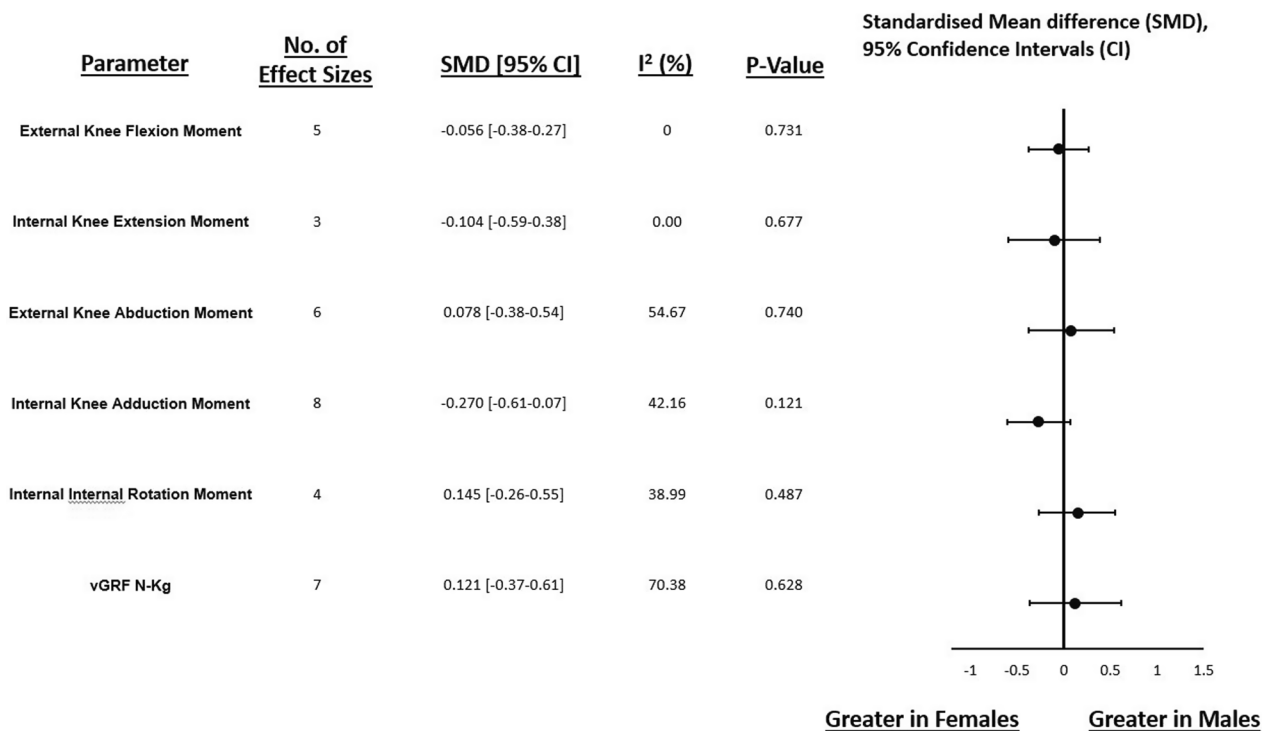 Standardised Mean difference (SMD),
95% Confidence Intervals (CI)
Parameter
No. of
Effect Sizes
SMD [95% CI]
I² (%)
P-Value
External Knee Flexion Moment 5 -0.056 [-0.38-0.27] 0 0.731
Internal Knee Extension Moment 3 -0.104 [-0.59-0.38] 0.00 0.677
External Knee Abduction Moment 6 0.078 [-0.38-0.54] 54.67 0.740
Internal Knee Adduction Moment 8 -0.270 [-0.61-0.07] 42.16 0.121
Internal Internal Rotation Moment 4 0.145 [-0.26-0.55] 38.99 0.487
vGRF N-Kg 7 0.121 [-0.37-0.61] 70.38 0.628
-1 -0.5 0 0.5 1 1.5
Greater in Females Greater in Males